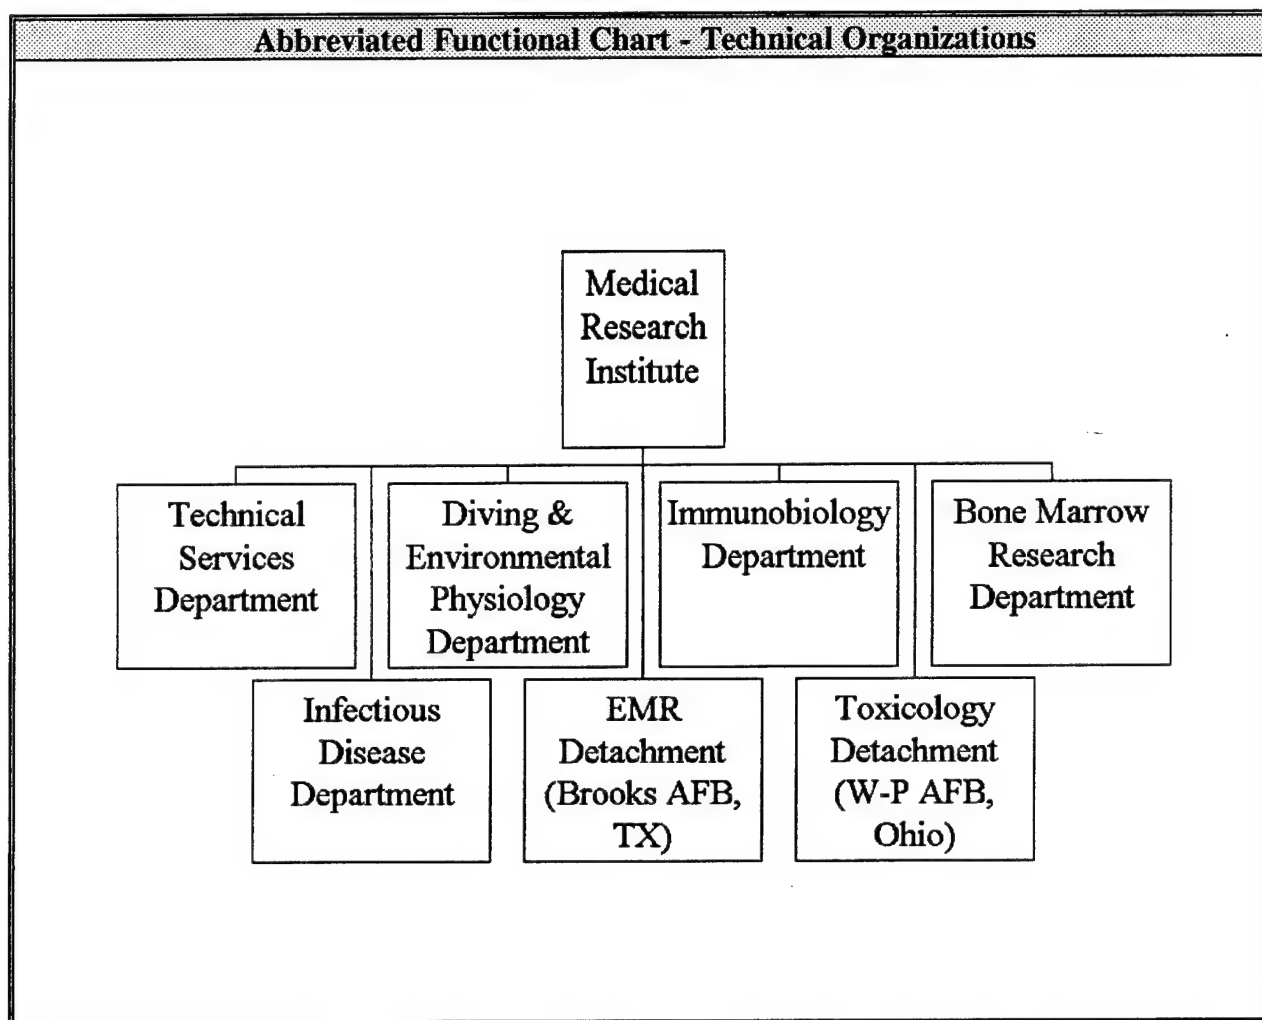 Abbreviated Functional Chart - Technical Organizations
Medical
Research
Institute
Technical
Services
Department
Diving &
Environmental
Physiology
Department
Immunobiology
Department
Bone Marrow
Research
Department
Infectious
Disease
Department
EMR
Detachment
(Brooks AFB,
TX)
Toxicology
Detachment
(W-P AFB,
Ohio)